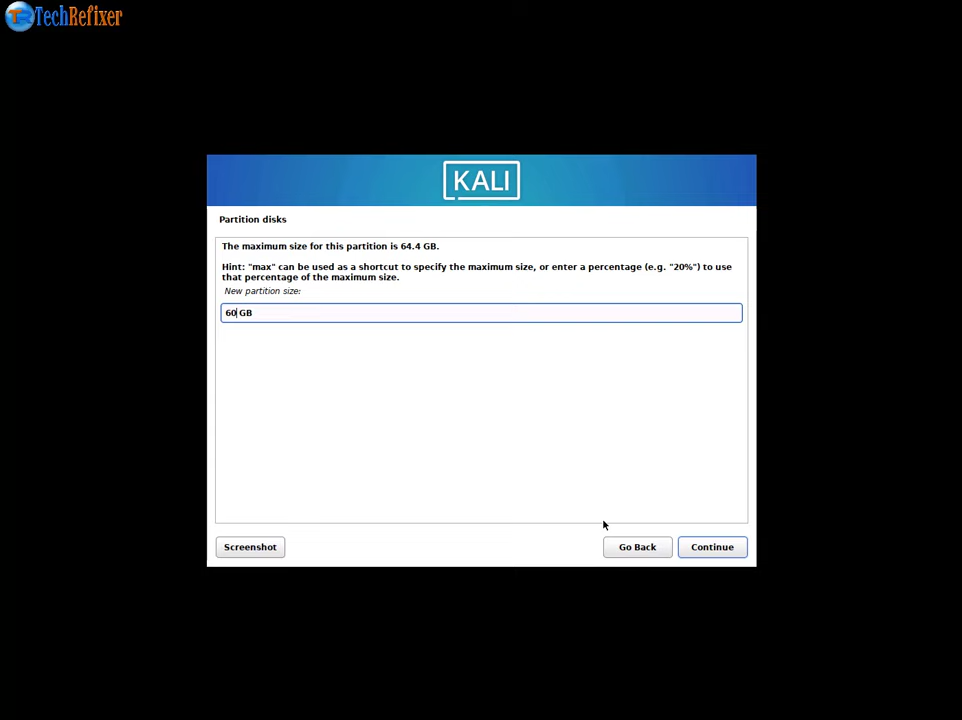 TechRefixer
KALI
Partition disks
The maximum size for this partition is 64.4 GB.
Hint: "max" can be used as a shortcut to specify the maximum size, or enter a percentage (e.g. "20%") to use
that percentage of the maximum size.
New partition size:
60 GB
Screenshot
Go Back
Continue